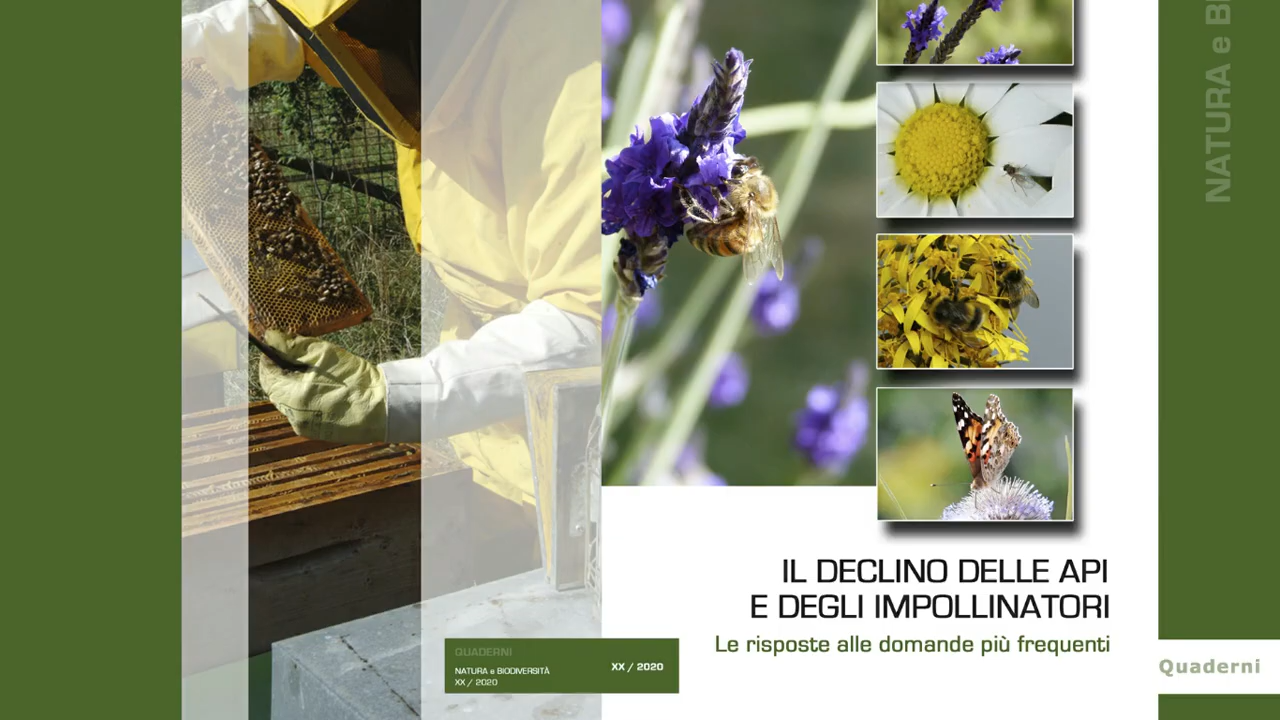 NATURA e
IL DECLINO DELLE API
E DEGLI IMPOLLINATORI
Le risposte alle domande più frequenti
QUADERNI
NATURA e BIODIVERSITÀ
XX / 2020
XX / 2020
Quaderni